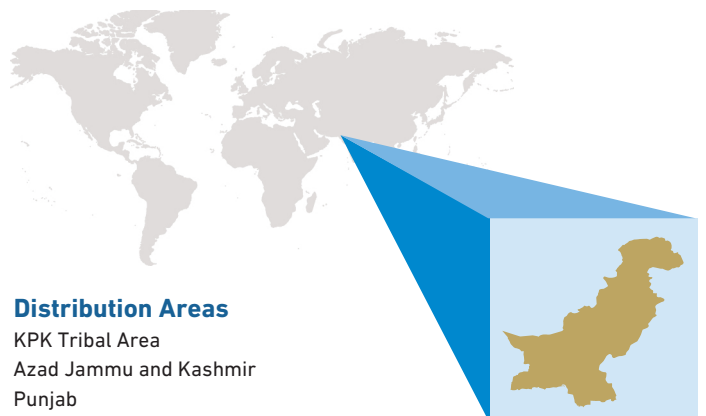 Distribution Areas
KPK Tribal Area
Azad Jammu and Kashmir
Punjab